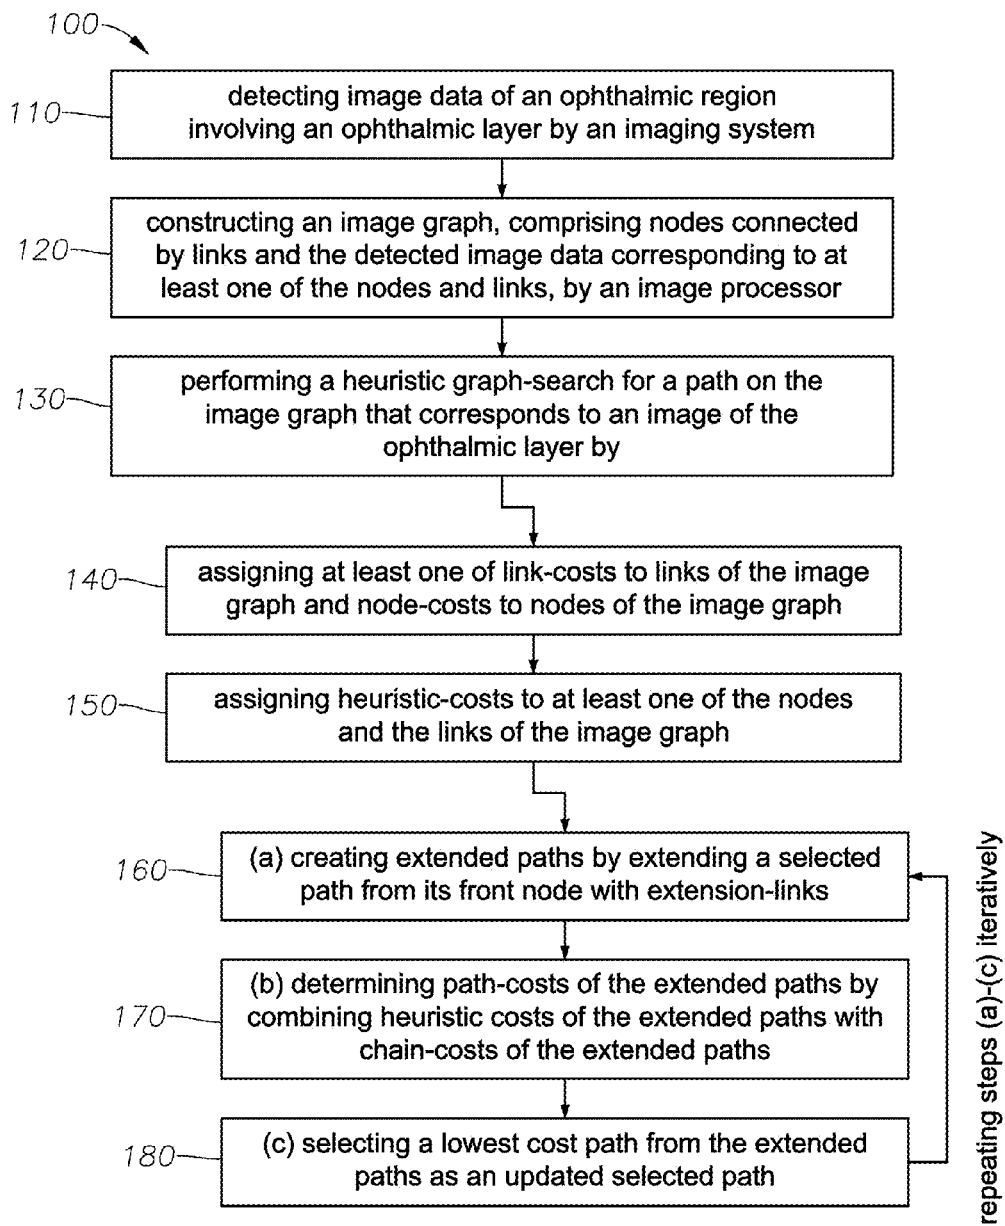 100
110
detecting image data of an ophthalmic region
involving an ophthalmic layer by an imaging system
120
constructing an image graph, comprising nodes connected
by links and the detected image data corresponding to at
least one of the nodes and links, by an image processor
130
performing a heuristic graph-search for a path on the
image graph that corresponds to an image of the
ophthalmic layer by
140
assigning at least one of link-costs to links of the image
graph and node-costs to nodes of the image graph
150
assigning heuristic-costs to at least one of the nodes
and the links of the image graph
160
(a) creating extended paths by extending a selected
path from its front node with extension-links
170
(b) determining path-costs of the extended paths by
combining heuristic costs of the extended paths with
chain-costs of the extended paths
180
(c) selecting a lowest cost path from the extended
paths as an updated selected path
repeating steps (a)-(c) iteratively